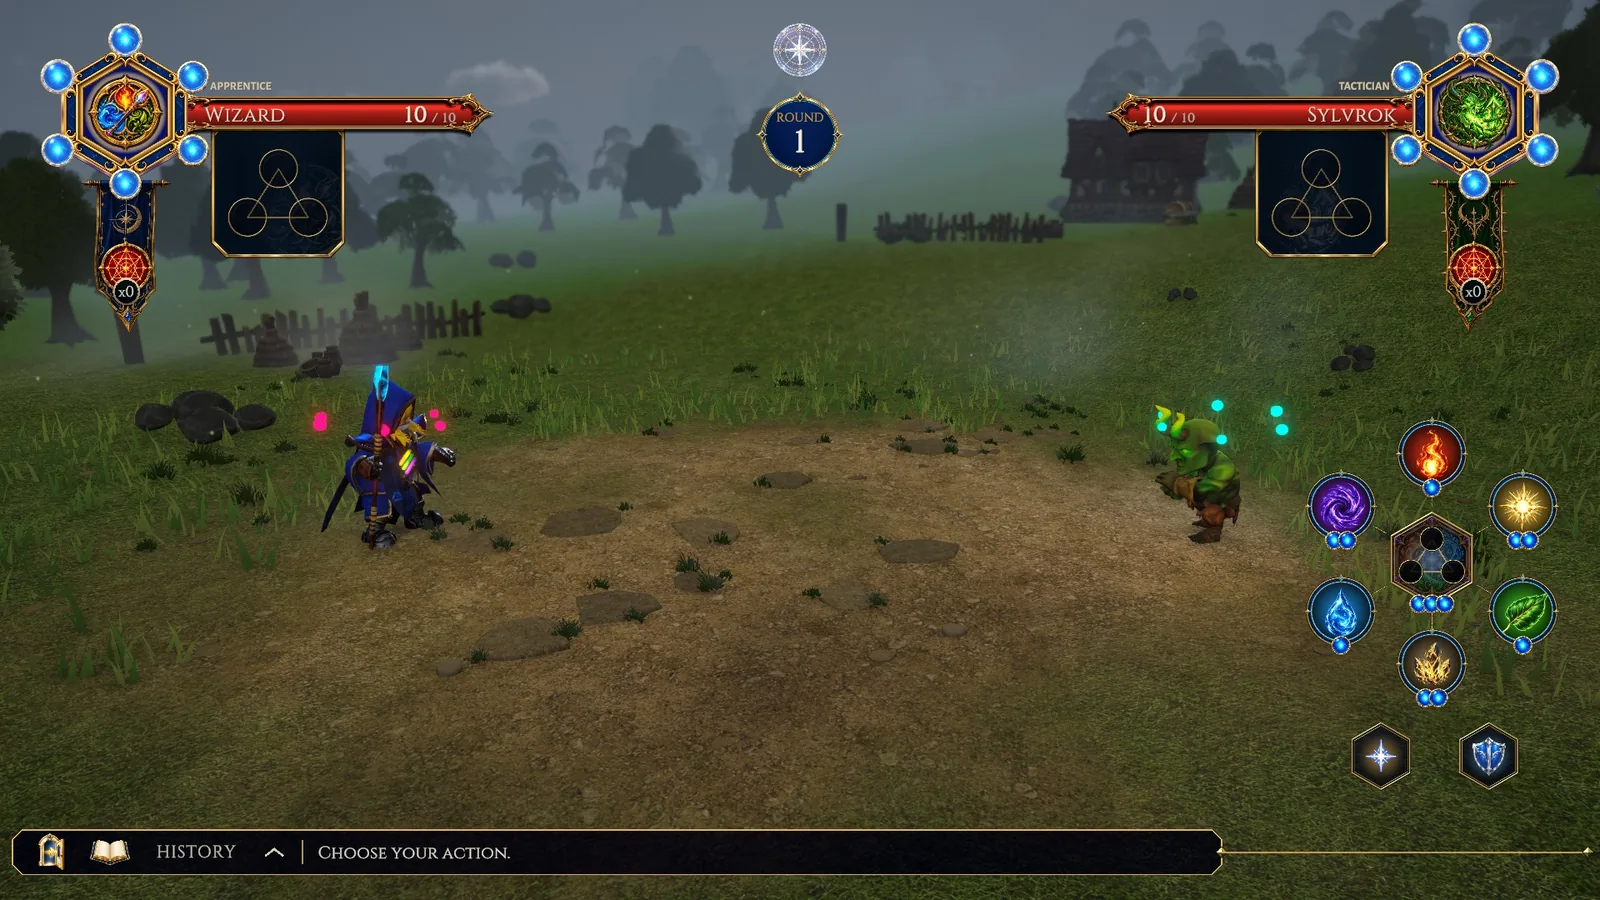 APPRENTICE
WIZARD 10 / 10
ROUND
1
TACTICIAN
10 / 10 SYLVROK
x0
x0
HISTORY
CHOOSE YOUR ACTION.